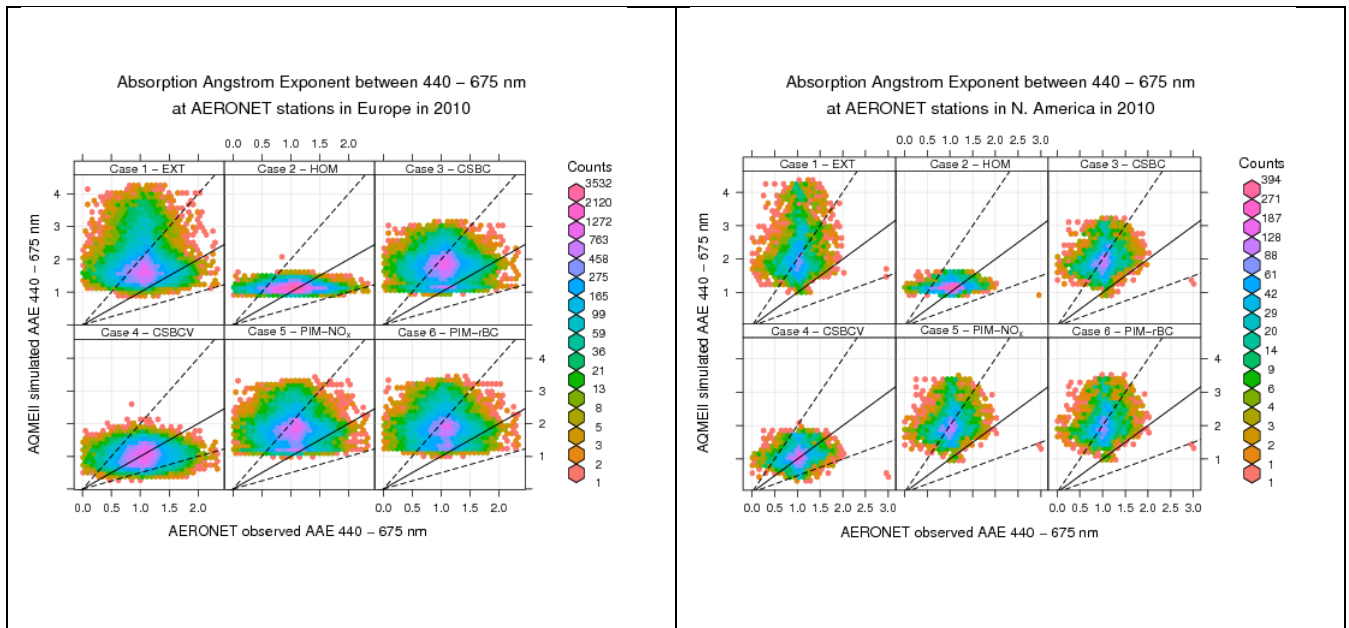 Absorption Angstrom Exponent between 440 – 675 nm
at AERONET stations in Europe in 2010
0.0 0.5 1.0 1.5 2.0
Case 1 – EXT Case 2 – HOM Case 3 – CSBC
4
3
2
1
Case 4 – CSBCV Case 5 – PIM–NOx Case 6 – PIM–rBC
4
3
2
1
0.0 0.5 1.0 1.5 2.0 0.0 0.5 1.0 1.5 2.0
AERONET observed AAE 440 – 675 nm
AQMEII simulated AAE 440 – 675 nm
Counts
3532
2120
1272
763
458
275
165
99
59
36
21
13
8
5
3
2
1
Absorption Angstrom Exponent between 440 – 675 nm
at AERONET stations in N. America in 2010
0.0 0.5 1.0 1.5 2.0 2.5 3.0
Case 1 – EXT Case 2 – HOM Case 3 – CSBC
4
3
2
1
Case 4 – CSBCV Case 5 – PIM–NOx Case 6 – PIM–rBC
4
3
2
1
0.0 0.5 1.0 1.5 2.0 2.5 3.0 0.0 0.5 1.0 1.5 2.0 2.5 3.0
AERONET observed AAE 440 – 675 nm
AQMEII simulated AAE 440 – 675 nm
Counts
394
271
187
128
88
61
42
29
20
14
9
6
4
3
2
1
1